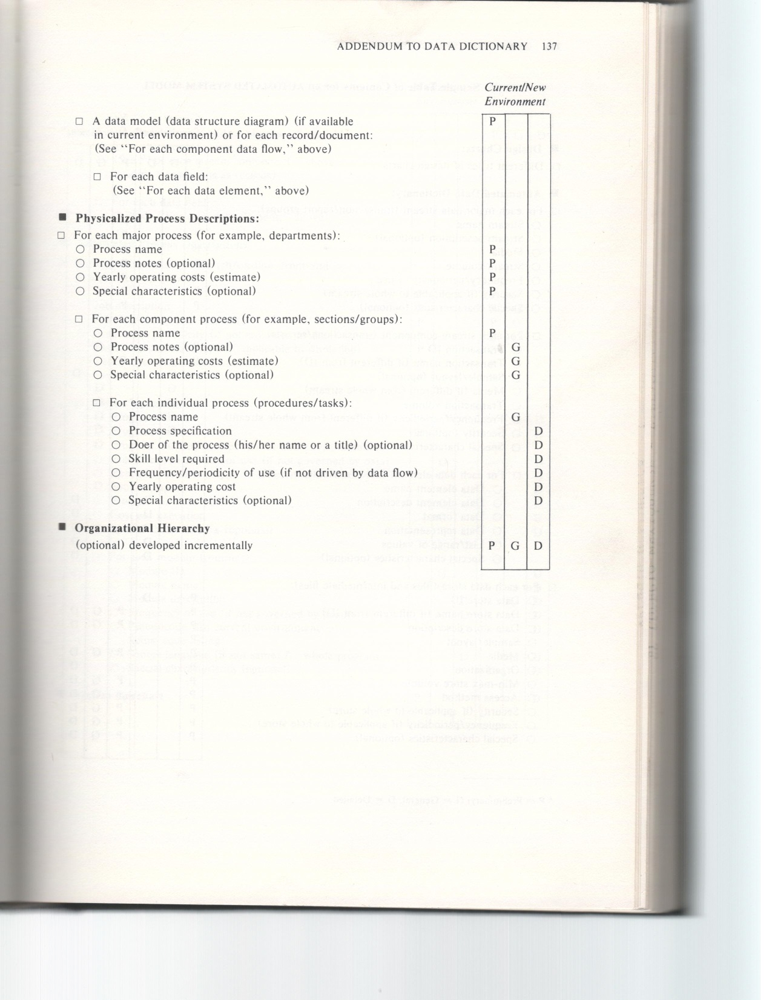 ADDENDUM TO DATA DICTIONARY 137
Current/New
Environment
□ A data model (data structure diagram) (if available P
in current environment) or for each record/document:
(See “For each component data flow,” above)
□ For each data field:
(See “For each data element,” above)
■ Physicalized Process Descriptions:
□ For each major process (for example, departments):
○ Process name P
○ Process notes (optional) P
○ Yearly operating costs (estimate) P
○ Special characteristics (optional) P
□ For each component process (for example, sections/groups):
○ Process name P
○ Process notes (optional) G
○ Yearly operating costs (estimate) G
○ Special characteristics (optional) G
□ For each individual process (procedures/tasks):
○ Process name G
○ Process specification D
○ Doer of the process (his/her name or a title) (optional) D
○ Skill level required D
○ Frequency/periodicity of use (if not driven by data flow) D
○ Yearly operating cost D
○ Special characteristics (optional) D
■ Organizational Hierarchy
(optional) developed incrementally P G D